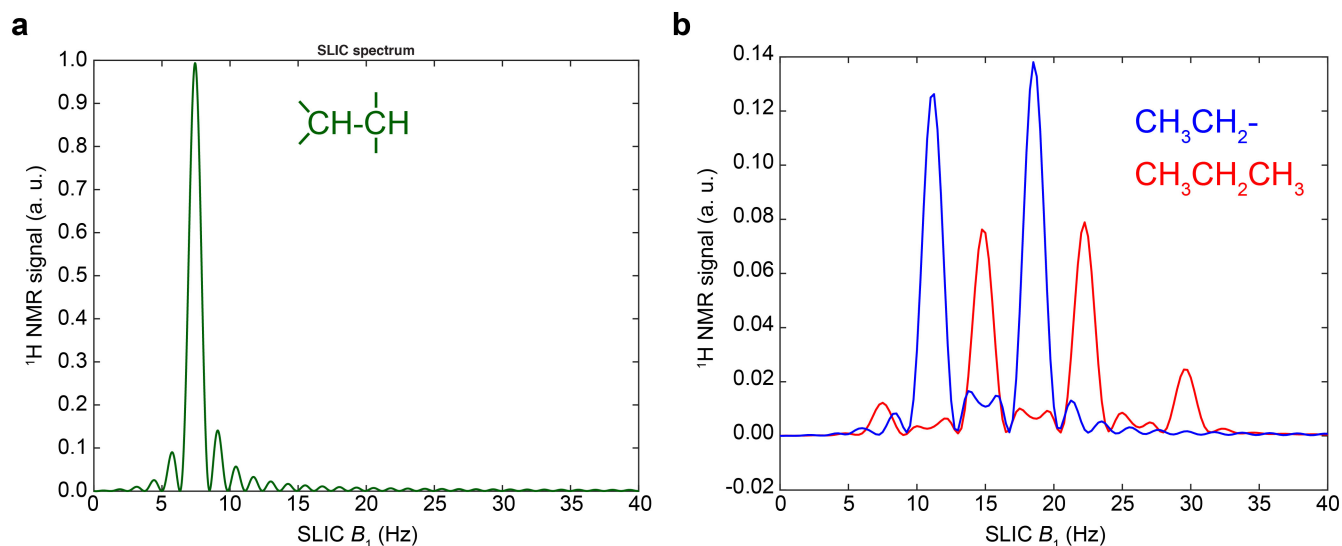 a
SLIC spectrum
1.0
0.9
0.8
0.7
0.6
0.5
0.4
0.3
0.2
0.1
0.0
0 5 10 15 20 25 30 35 40
¹H NMR signal (a. u.)
SLIC B₁ (Hz)
CH-CH
b
0.14
0.12
0.10
0.08
0.06
0.04
0.02
0.00
-0.02
0 5 10 15 20 25 30 35 40
¹H NMR signal (a. u.)
SLIC B₁ (Hz)
CH₃CH₂-
CH₃CH₂CH₃